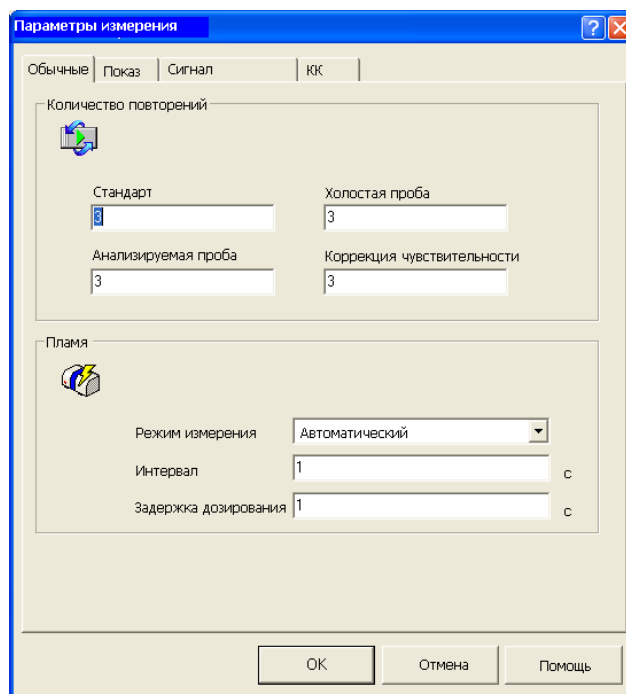 Параметры измерения
Обычные Показ Сигнал КК
Количество повторений
Стандарт Холостая проба
3 3
Анализируемая проба Коррекция чувствительности
3 3
Пламя
Режим измерения Автоматический
Интервал 1 с
Задержка дозирования 1 с
OK Отмена Помощь